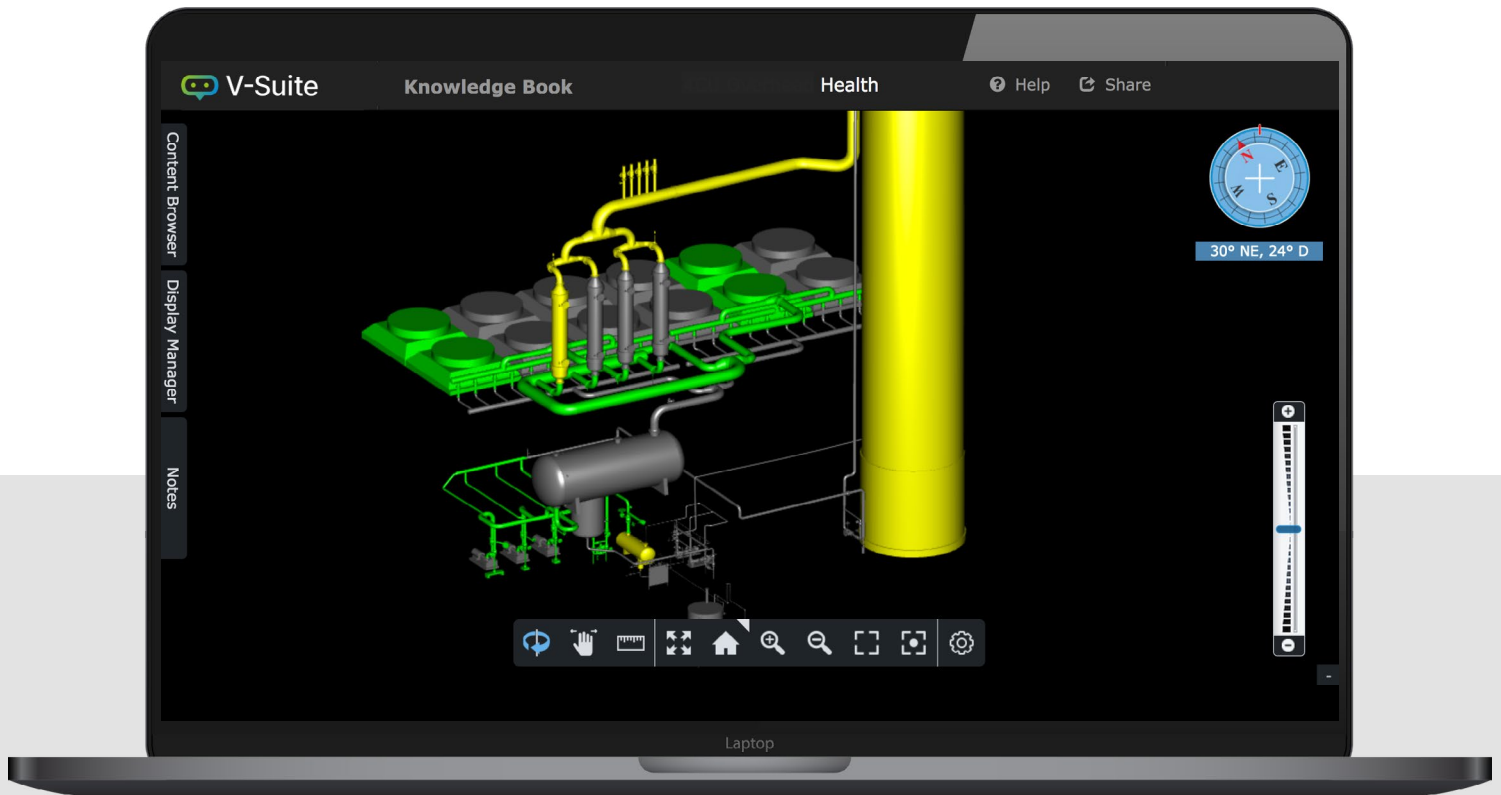 V-Suite
Knowledge Book
Health
Help
Share
Content Browser
Display Manager
Notes
N
E
S
W
30° NE, 24° D
Laptop